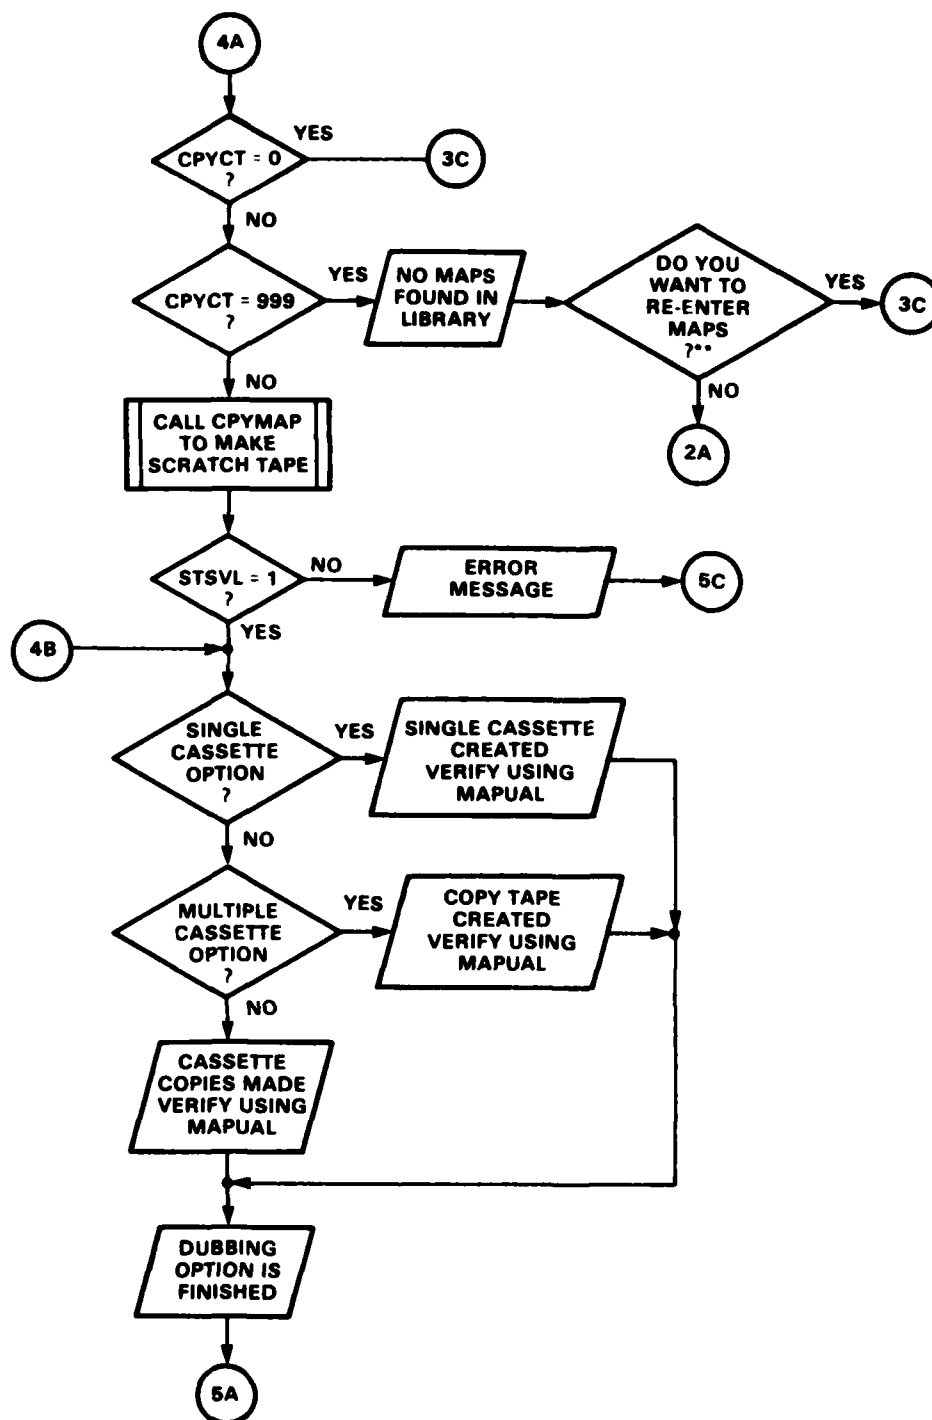 4A
YES
CPYCT = 0
?
3C
NO
CPYCT = 999
?
YES
NO MAPS
FOUND IN
LIBRARY
DO YOU
WANT TO
RE-ENTER
MAPS
?**
YES
3C
NO
2A
NO
CALL CPYMAP
TO MAKE
SCRATCH TAPE
STSVL = 1
?
NO
ERROR
MESSAGE
5C
YES
4B
SINGLE
CASSETTE
OPTION
?
YES
SINGLE CASSETTE
CREATED
VERIFY USING
MAPUAL
NO
MULTIPLE
CASSETTE
OPTION
?
YES
COPY TAPE
CREATED
VERIFY USING
MAPUAL
NO
CASSETTE
COPIES MADE
VERIFY USING
MAPUAL
DUBBING
OPTION IS
FINISHED
5A